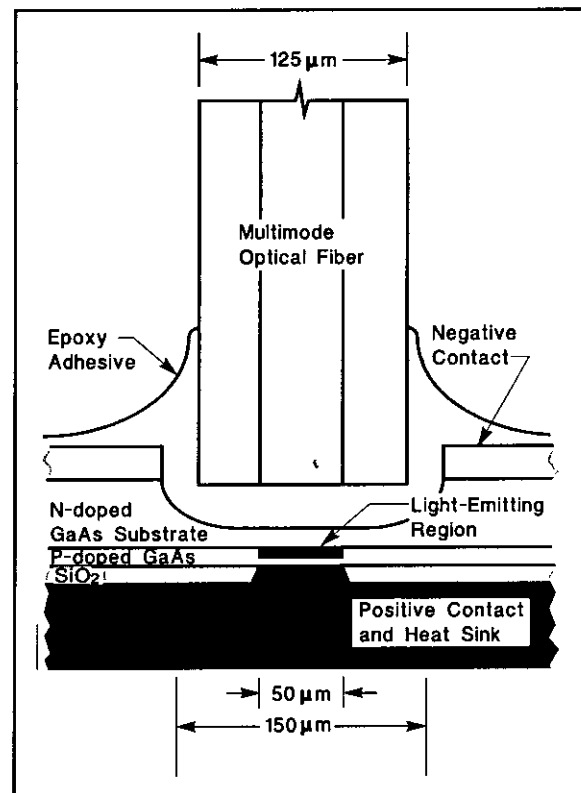 125 μm
Multimode
Optical Fiber
Epoxy
Adhesive
Negative
Contact
N-doped
GaAs Substrate
Light-Emitting
Region
P-doped GaAs
SiO₂
Positive Contact
and Heat Sink
50 μm
150 μm